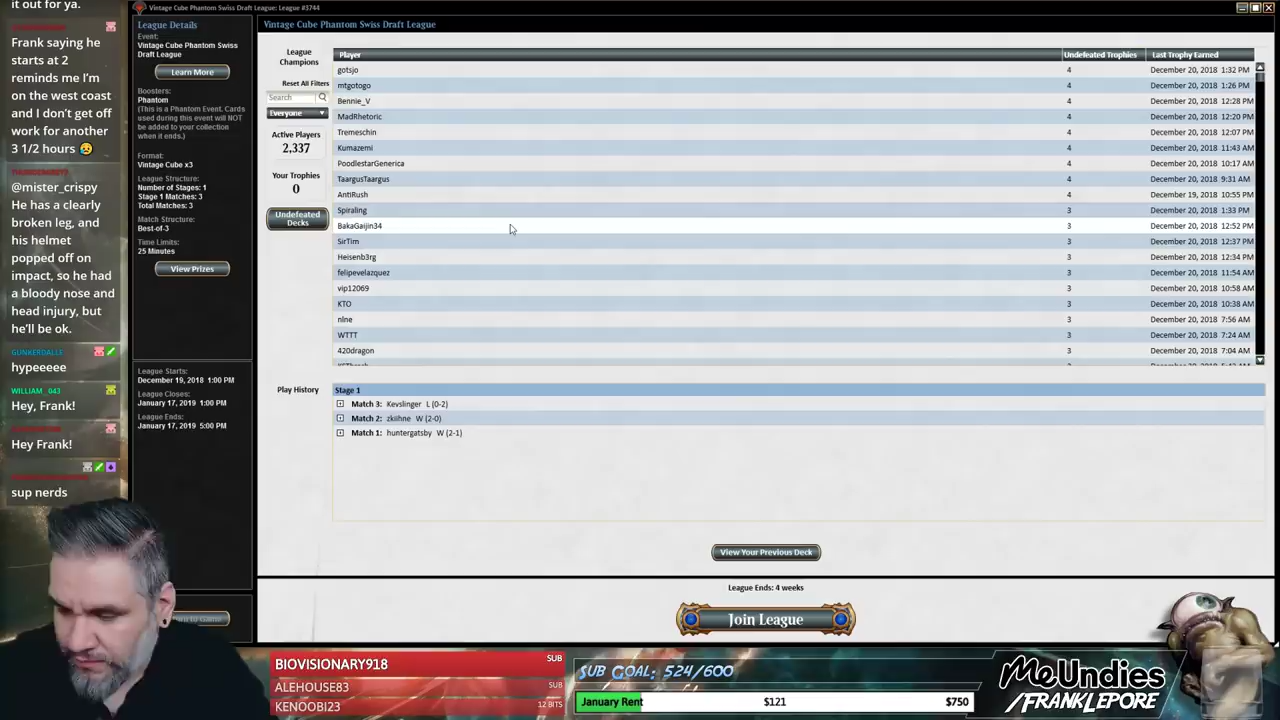 it out for ya.
Frank saying he
starts at 2
reminds me I'm
on the west coast
and I don't get off
work for another
3 1/2 hours
@mister_crispy
He has a clearly
broken leg, and
his helmet
popped off on
impact, so he had
a bloody nose and
head injury, but
he'll be ok.
GUNKERGALLE
hypeeeee
WILLIAM_043
Hey, Frank!
Hey Frank!
sup nerds
Vintage Cube Phantom Swiss Draft League: League #3744
League Details
Event:
Vintage Cube Phantom Swiss
Draft League
Learn More
Boosters:
Phantom
(This is a Phantom Event. Cards
used during this event will NOT
be added to your collection
when it ends.)
Format:
Vintage Cube x3
League Structure:
Number of Stages: 1
Stage 1 Matches: 3
Total Matches: 3
Match Structure:
Best-of-3
Time Limits:
25 Minutes
View Prizes
League Starts:
December 19, 2018 1:00 PM
League Closes:
January 17, 2019 1:00 PM
League Ends:
January 17, 2019 5:00 PM
Vintage Cube Phantom Swiss Draft League
League
Champions
Reset All Filters
Search
Everyone
Active Players
2,337
Your Trophies
0
Undefeated
Decks
Player Undefeated Trophies Last Trophy Earned
gotsjo 4 December 20, 2018 1:32 PM
mtgotogo 4 December 20, 2018 1:26 PM
Bennie_V 4 December 20, 2018 12:28 PM
MadRhetoric 4 December 20, 2018 12:20 PM
Tremeschin 4 December 20, 2018 12:07 PM
Kumazemi 4 December 20, 2018 11:43 AM
PoodlestarGenerica 4 December 20, 2018 10:17 AM
TaargusTaargus 4 December 20, 2018 9:31 AM
AntiRush 4 December 19, 2018 10:55 PM
Spiraling 3 December 20, 2018 1:33 PM
BakaGaijin34 3 December 20, 2018 12:52 PM
SirTim 3 December 20, 2018 12:37 PM
Heisenb3rg 3 December 20, 2018 12:34 PM
felipevelazquez 3 December 20, 2018 11:54 AM
vip12069 3 December 20, 2018 10:58 AM
KTO 3 December 20, 2018 10:38 AM
nlne 3 December 20, 2018 7:56 AM
WTTT 3 December 20, 2018 7:24 AM
420dragon 3 December 20, 2018 7:04 AM
Play History
Stage 1
Match 3: Kevslinger L (0-2)
Match 2: zkiihne W (2-0)
Match 1: huntergatsby W (2-1)
View Your Previous Deck
League Ends: 4 weeks
Join League
BIOVISIONARY918 SUB
ALEHOUSE83 SUB
KENOOBI23 12 BITS
SUB GOAL: 524/600
January Rent $121 $750
MeUndies
/FRANKLEPORE